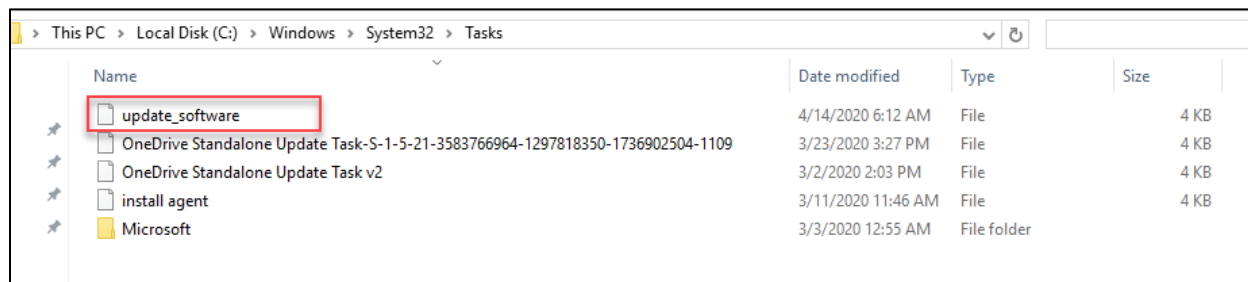 This PC > Local Disk (C:) > Windows > System32 > Tasks
Name Date modified Type Size
update_software 4/14/2020 6:12 AM File 4 KB
OneDrive Standalone Update Task-S-1-5-21-3583766964-1297818350-1736902504-1109 3/23/2020 3:27 PM File 4 KB
OneDrive Standalone Update Task v2 3/2/2020 2:03 PM File 4 KB
install agent 3/11/2020 11:46 AM File 4 KB
Microsoft 3/3/2020 12:55 AM File folder